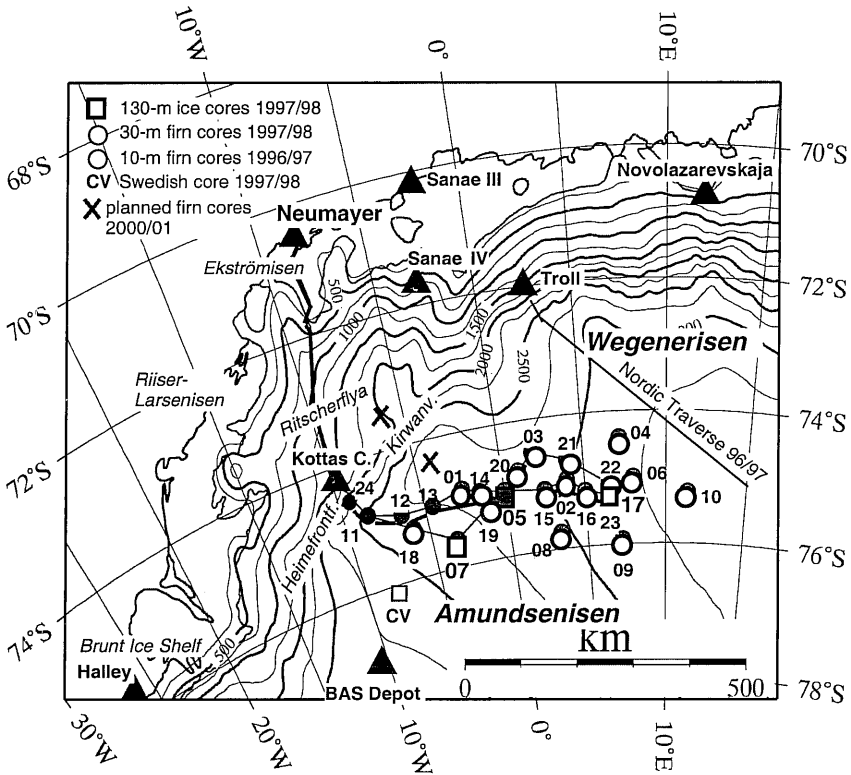 10°W
0°
10°E
130-m ice cores 1997/98
30-m firn cores 1997/98
10-m firn cores 1996/97
CV Swedish core 1997/98
planned firn cores
2000/01
68°S
70°S
Sanae III
Novolazarevskaja
Neumayer
Ekströmisen
500
Sanae IV
Troll
72°S
70°S
1000
1500
2000
2500
Wegenerisen
Riiser-
Larsenisen
Ritscherflya
Kirwanv.
Nordic Traverse 96/97
74°S
72°S
Kottas C.
24
11
12
13
01
14
20
03
21
04
22
06
10
18
07
19
05
15
02
16
23
17
08
09
Heimefrontf.
76°S
CV
Amundsenisen
74°S
Brunt Ice Shelf
500
Halley
BAS Depot
km
0
500
78°S
30°W
20°W
10°W
0°
10°E